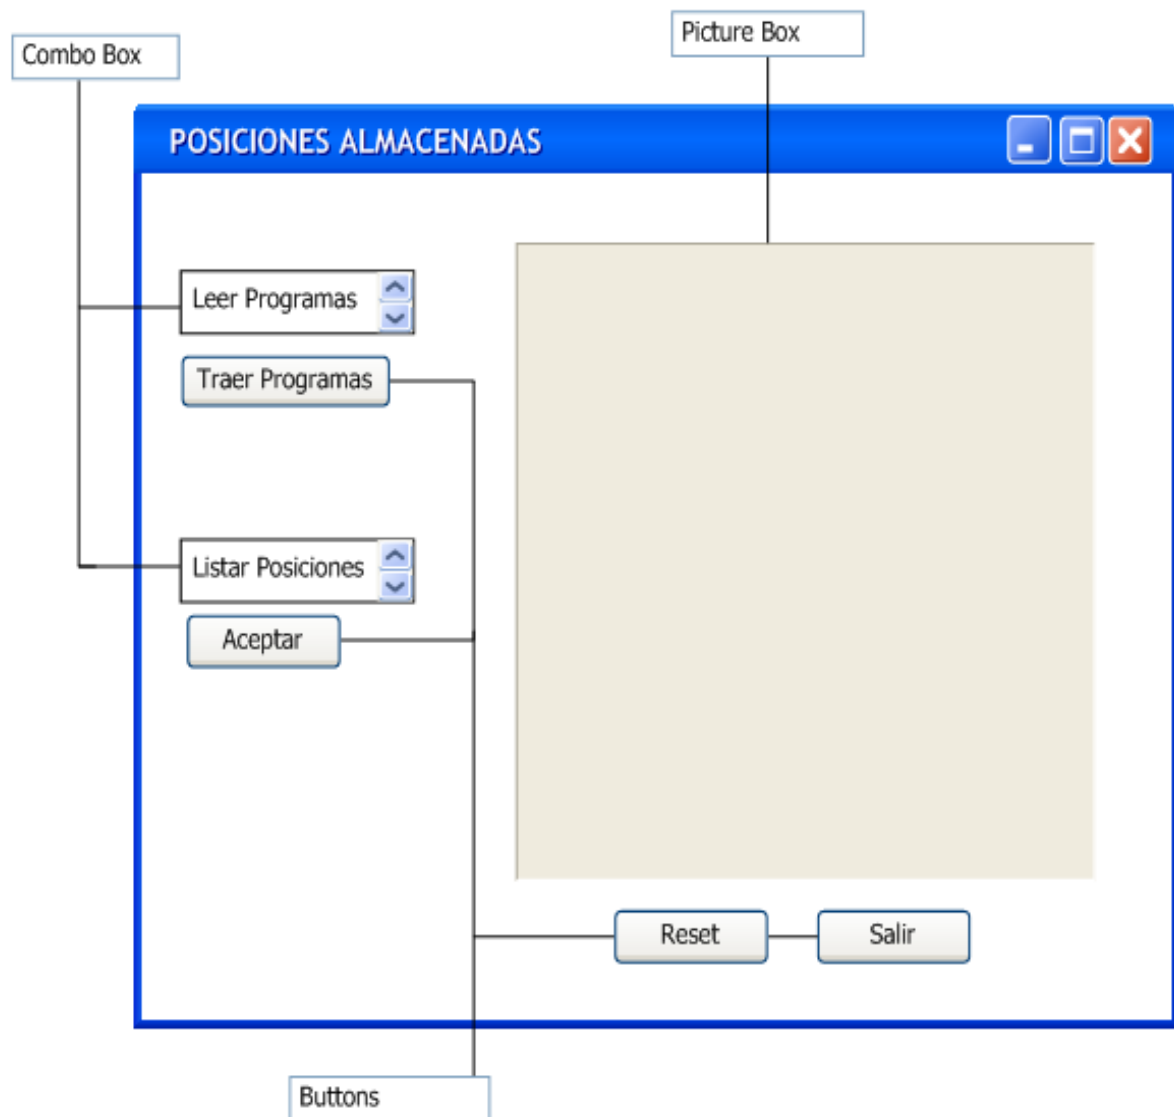 Picture Box
Combo Box
POSICIONES ALMACENADAS
Leer Programas
Traer Programas
Listar Posiciones
Aceptar
Reset
Salir
Buttons